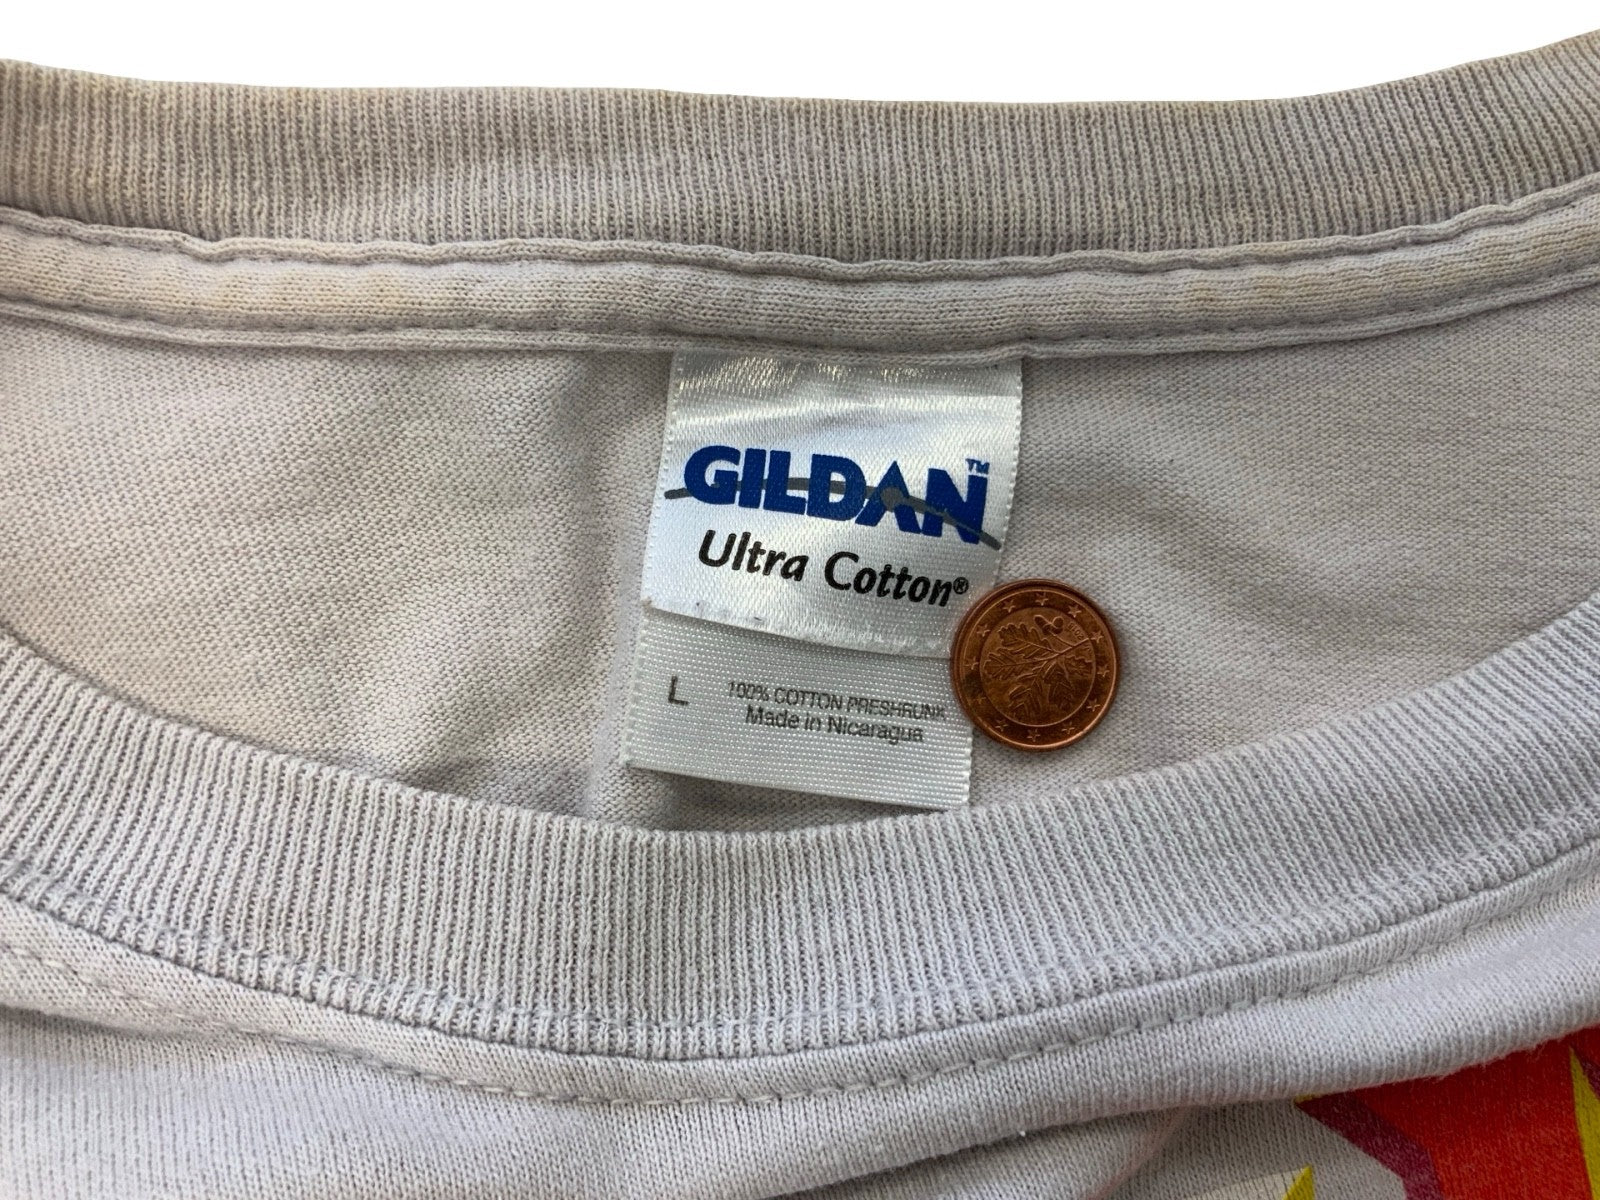 GILDAN™
Ultra Cotton®
L
100% COTTON PRESHRUNK
Made in Nicaragua